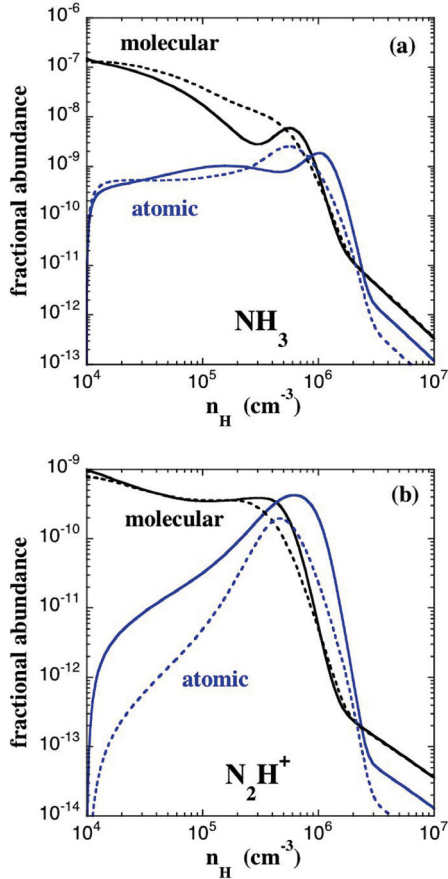 10⁻⁶
molecular
(a)
10⁻⁷
10⁻⁸
10⁻⁹
10⁻¹⁰
atomic
10⁻¹¹
10⁻¹²
NH₃
10⁻¹³
fractional abundance
10⁴ 10⁵ 10⁶ 10⁷
n_H (cm⁻³)
10⁻⁹
(b)
molecular
10⁻¹⁰
10⁻¹¹
10⁻¹²
atomic
10⁻¹³
N₂H⁺
10⁻¹⁴
fractional abundance
10⁴ 10⁵ 10⁶ 10⁷
n_H (cm⁻³)